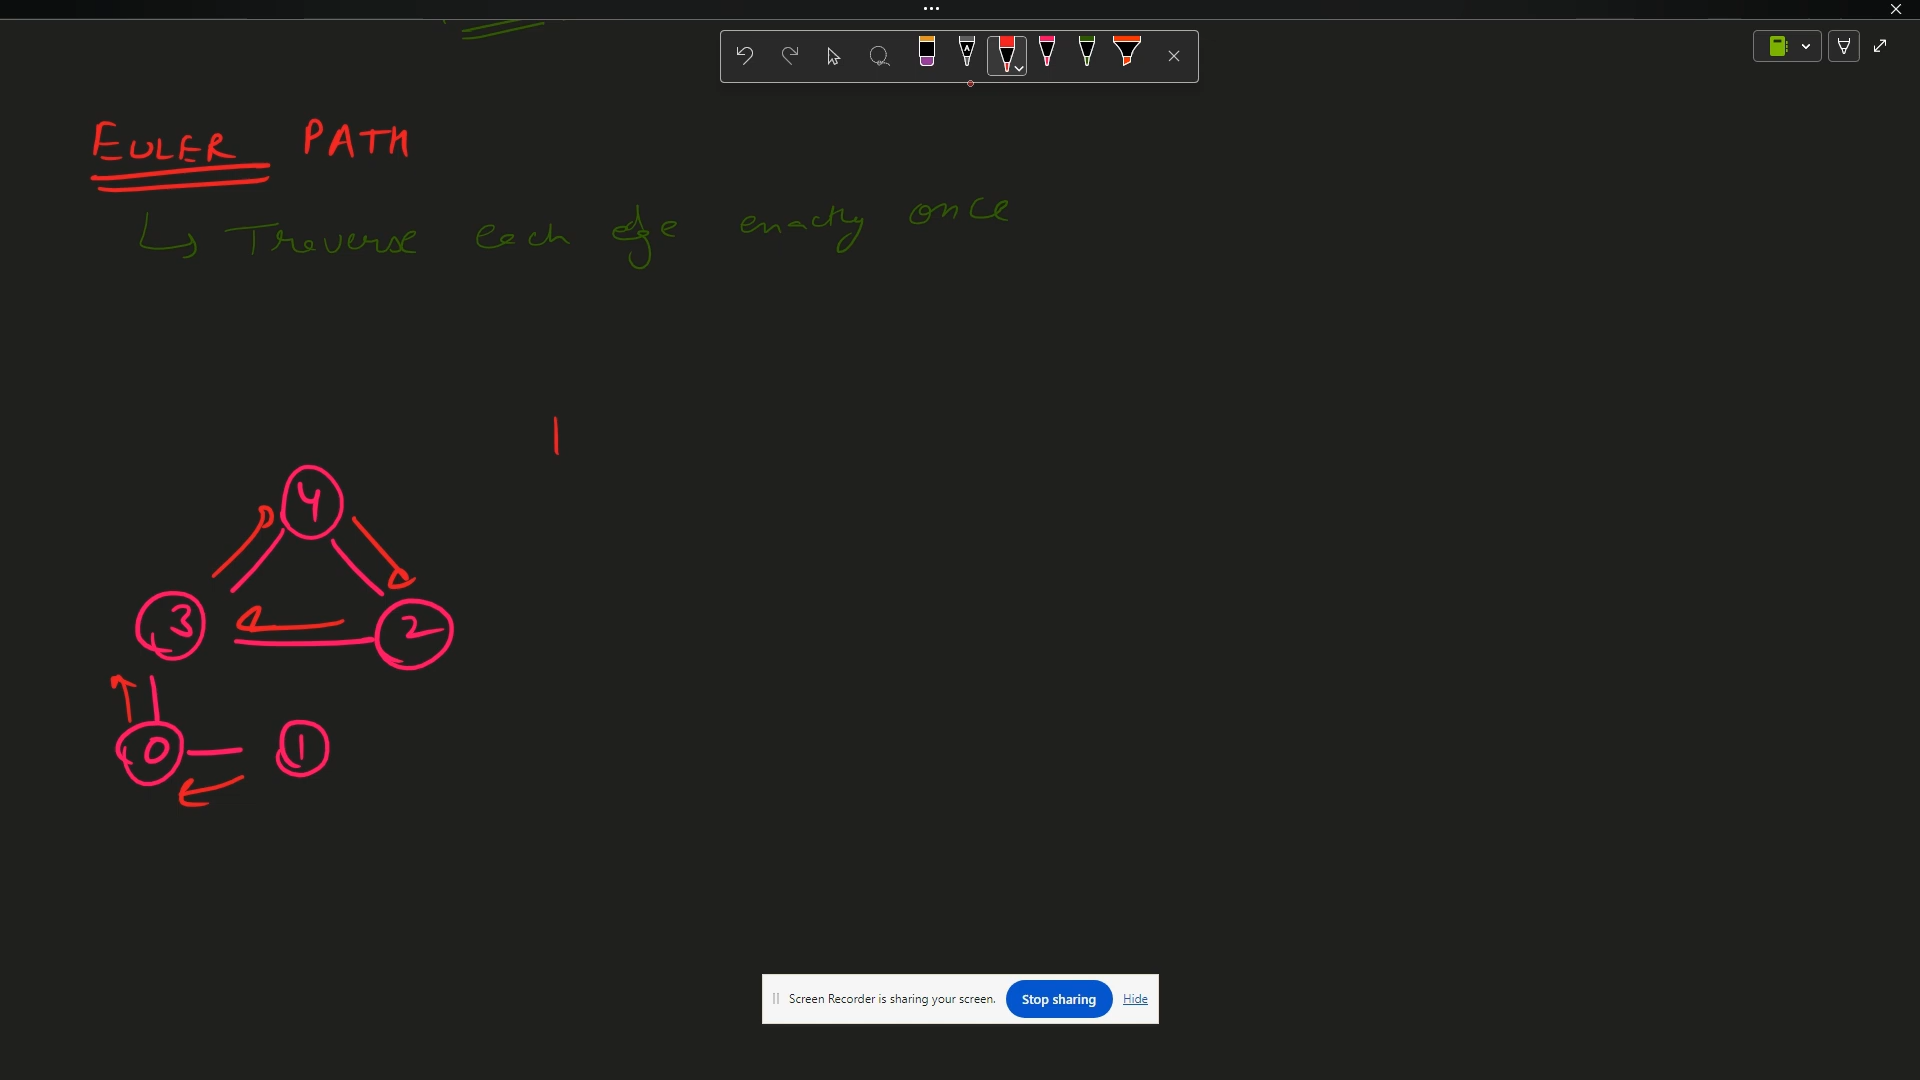 EULER PATH
↳ Traverse each edge exactly once
1
4
3
2
0
1
Screen Recorder is sharing your screen. Stop sharing Hide